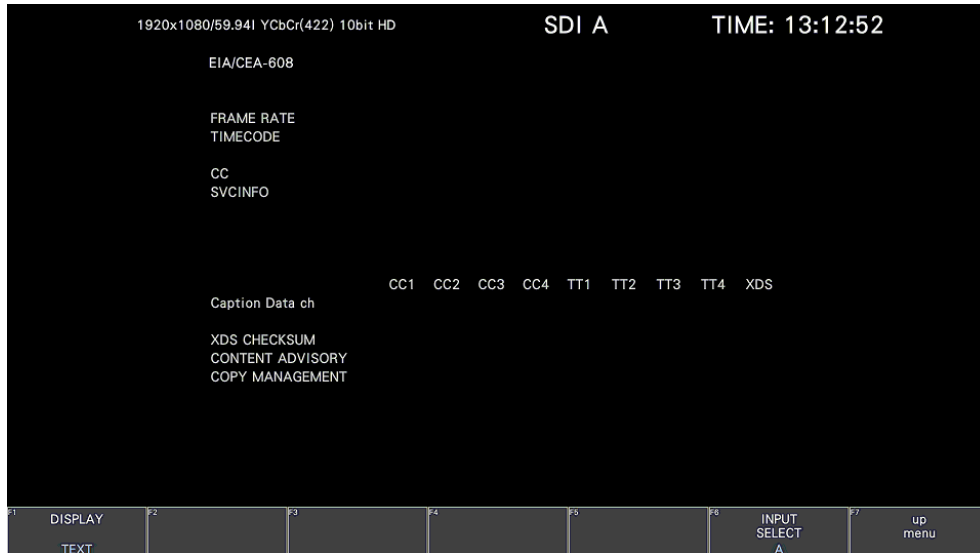 1920x1080/59.94I YCbCr(422) 10bit HD SDI A TIME: 13:12:52
EIA/CEA-608
FRAME RATE
TIMECODE
CC
SVCINFO
CC1 CC2 CC3 CC4 TT1 TT2 TT3 TT4 XDS
Caption Data ch
XDS CHECKSUM
CONTENT ADVISORY
COPY MANAGEMENT
F1 F2 F3 F4 F5 F6 F7
DISPLAY INPUT up
SELECT menu
TEXT A